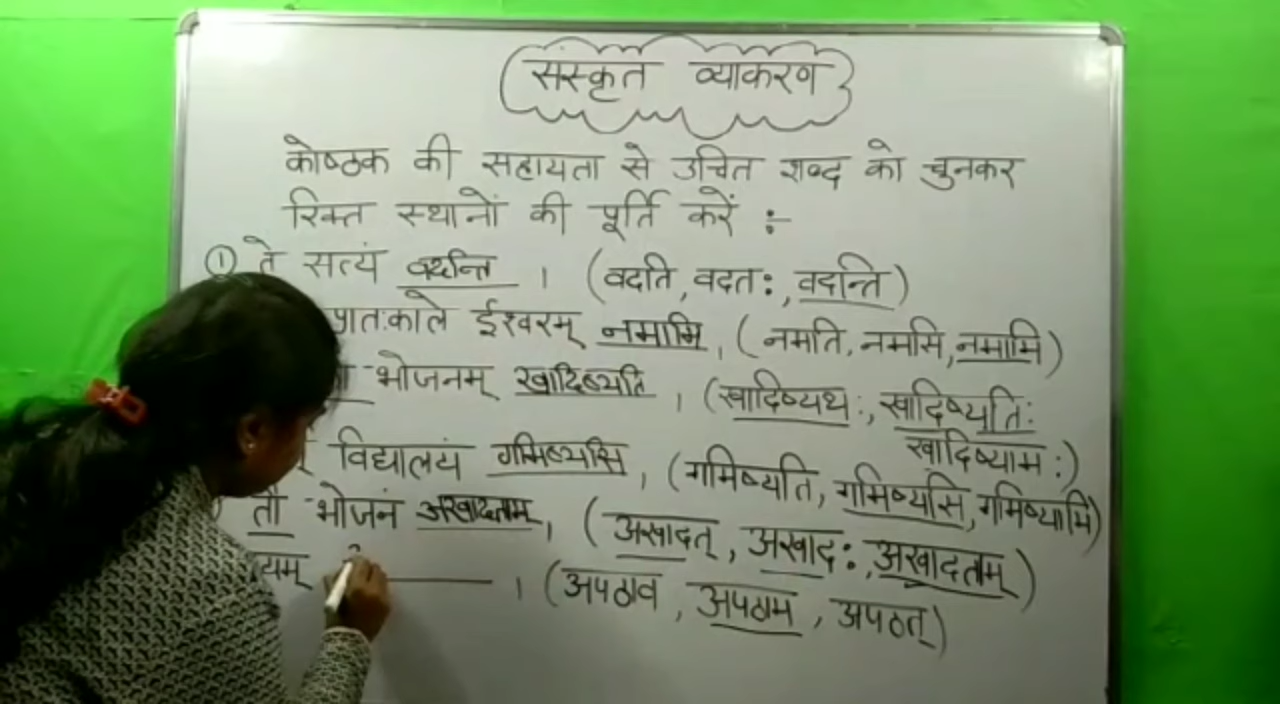 संस्कृत व्याकरण
कोष्ठक की सहायता से उचित शब्द को चुनकर
रिक्त स्थानों की पूर्ति करें :-
① ते सत्यं वदन्ति । (वदति, वदत:, वदन्ति)
प्रात:काले ईश्वरम् नमामि, (नमति, नमसि, नमामि)
भोजनम् खादिष्यति । (खादिष्यथ:, खादिष्यति:
खादिष्याम:)
विद्यालयं गमिष्यसि, (गमिष्यति, गमिष्यसि, गमिष्यामि)
तौ भोजनं अखादताम्, (अखादत्, अखाद:, अखादताम्)
यम् ______ । (अपठाव, अपठाम, अपठत्)